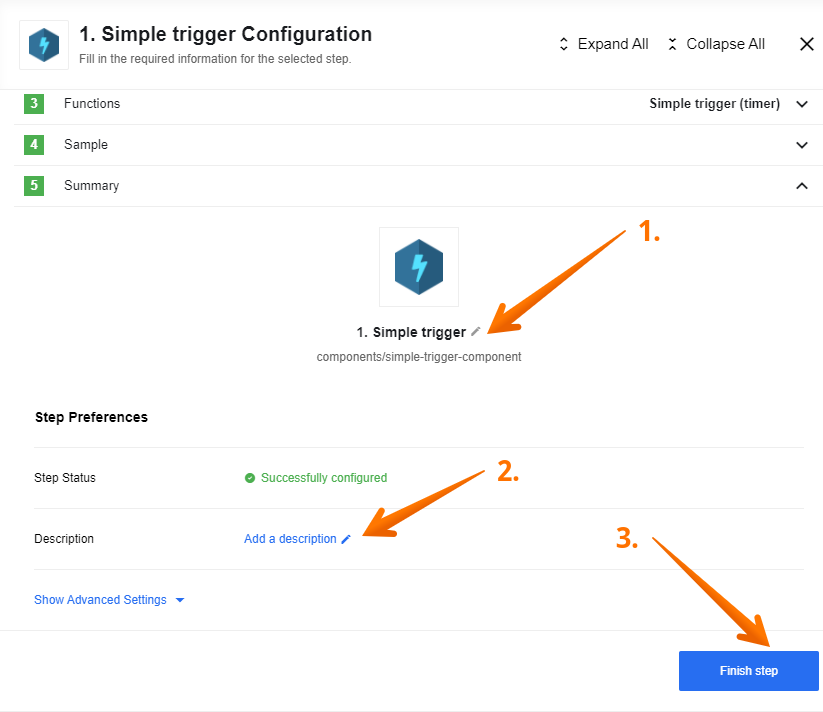 1. Simple trigger Configuration
Fill in the required information for the selected step.
Expand All
Collapse All
3 Functions Simple trigger (timer)
4 Sample
5 Summary
1.
1. Simple trigger
components/simple-trigger-component
Step Preferences
Step Status Successfully configured
2.
Description Add a description
3.
Show Advanced Settings
Finish step